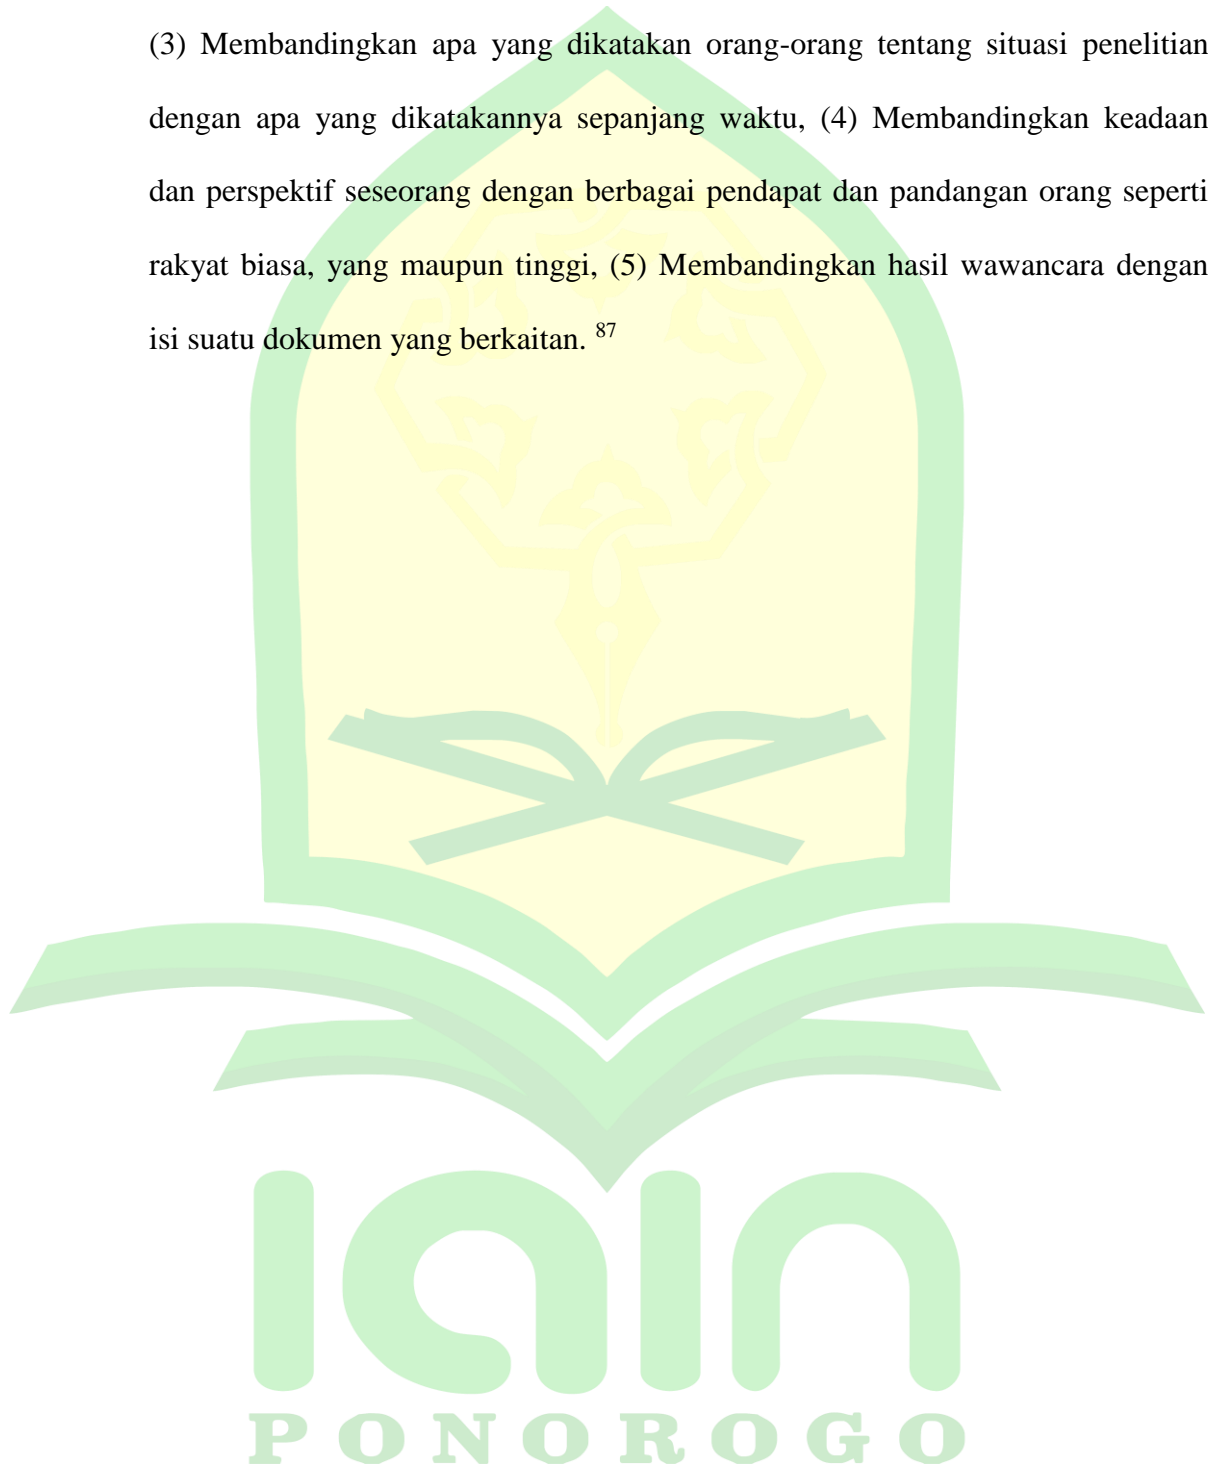 (3) Membandingkan apa yang dikatakan orang-orang tentang situasi penelitian
dengan apa yang dikatakannya sepanjang waktu, (4) Membandingkan keadaan
dan perspektif seseorang dengan berbagai pendapat dan pandangan orang seperti
rakyat biasa, yang maupun tinggi, (5) Membandingkan hasil wawancara dengan
isi suatu dokumen yang berkaitan. 87
iain
PONOROGO